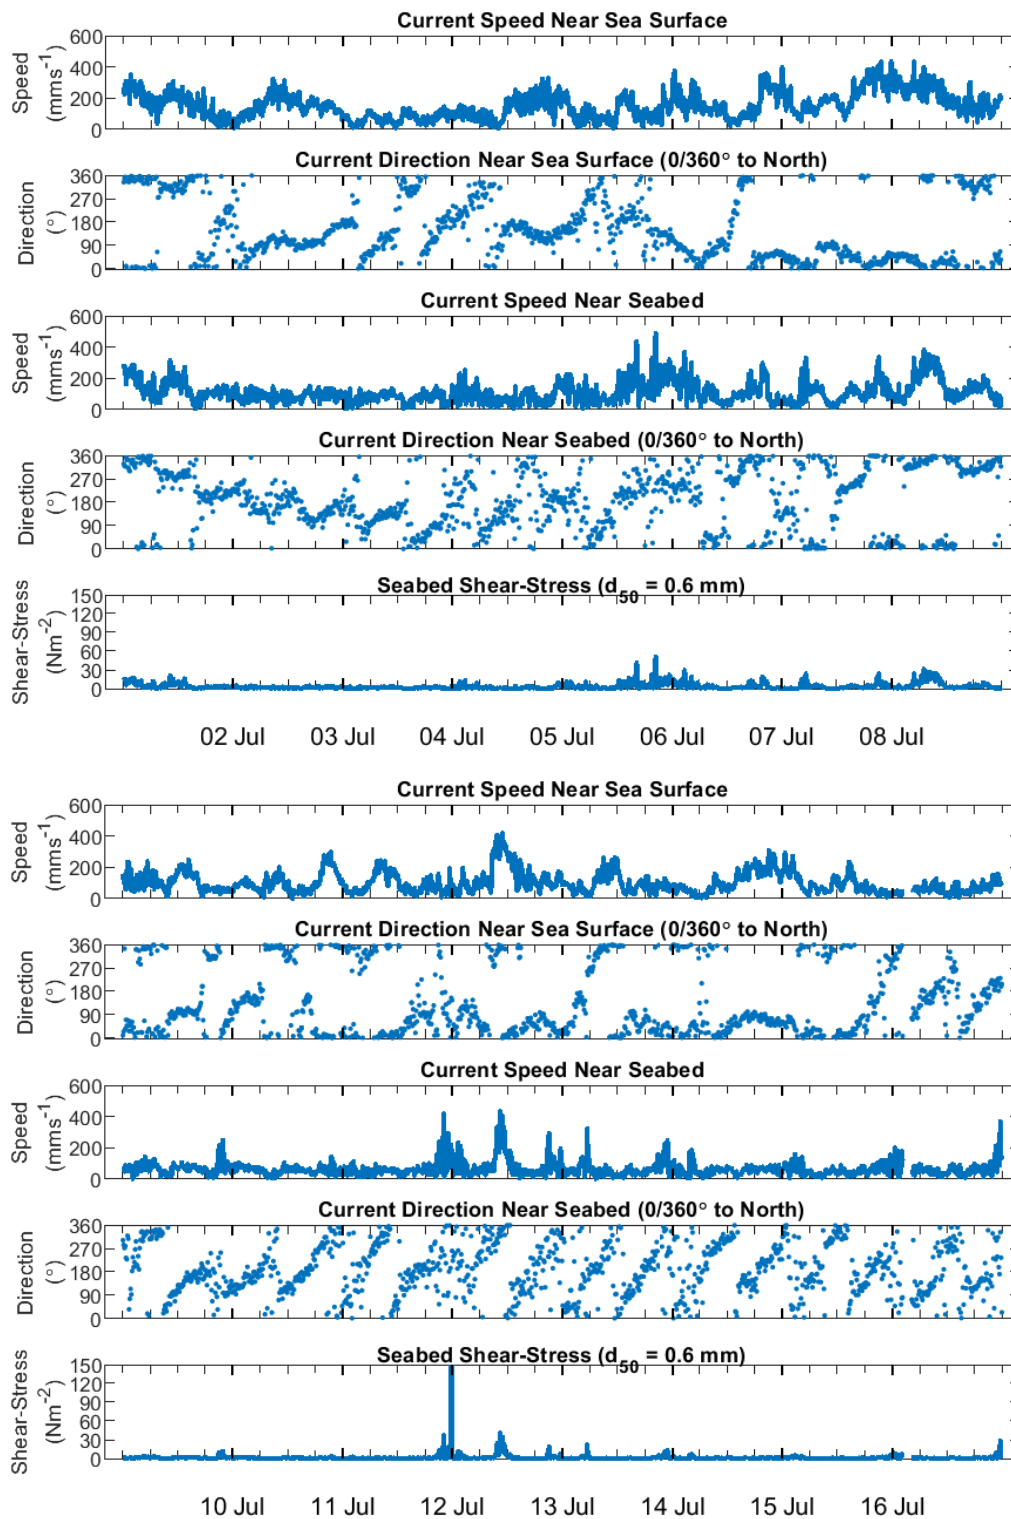 Current Speed Near Sea Surface
Speed
(mms-1)
600
400
200
0
Current Direction Near Sea Surface (0/360° to North)
Direction
(°)
360
270
180
90
0
Current Speed Near Seabed
Speed
(mms-1)
600
400
200
0
Current Direction Near Seabed (0/360° to North)
Direction
(°)
360
270
180
90
0
Seabed Shear-Stress (d50 = 0.6 mm)
Shear-Stress
(Nm-2)
150
120
90
60
30
0
02 Jul 03 Jul 04 Jul 05 Jul 06 Jul 07 Jul 08 Jul
Current Speed Near Sea Surface
Speed
(mms-1)
600
400
200
0
Current Direction Near Sea Surface (0/360° to North)
Direction
(°)
360
270
180
90
0
Current Speed Near Seabed
Speed
(mms-1)
600
400
200
0
Current Direction Near Seabed (0/360° to North)
Direction
(°)
360
270
180
90
0
Seabed Shear-Stress (d50 = 0.6 mm)
Shear-Stress
(Nm-2)
150
120
90
60
30
0
10 Jul 11 Jul 12 Jul 13 Jul 14 Jul 15 Jul 16 Jul